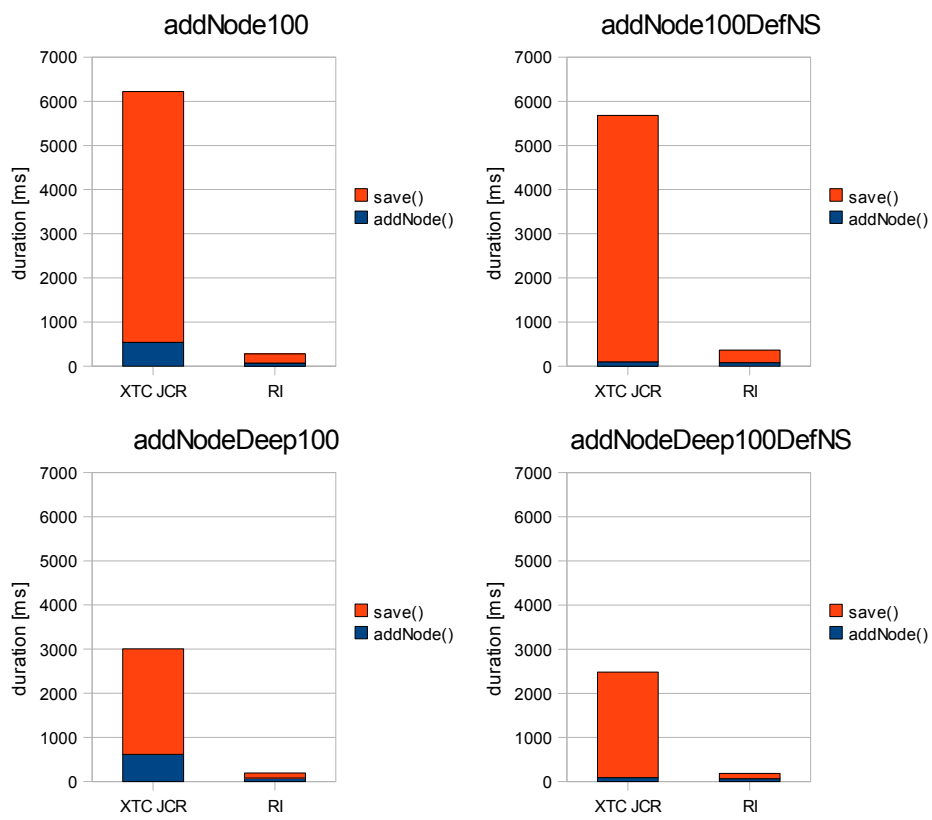 addNode100
7000
6000
5000
4000
3000
2000
1000
0
duration [ms]
XTC JCR
RI
save()
addNode()
addNode100DefNS
7000
6000
5000
4000
3000
2000
1000
0
duration [ms]
XTC JCR
RI
save()
addNode()
addNodeDeep100
7000
6000
5000
4000
3000
2000
1000
0
duration [ms]
XTC JCR
RI
save()
addNode()
addNodeDeep100DefNS
7000
6000
5000
4000
3000
2000
1000
0
duration [ms]
XTC JCR
RI
save()
addNode()